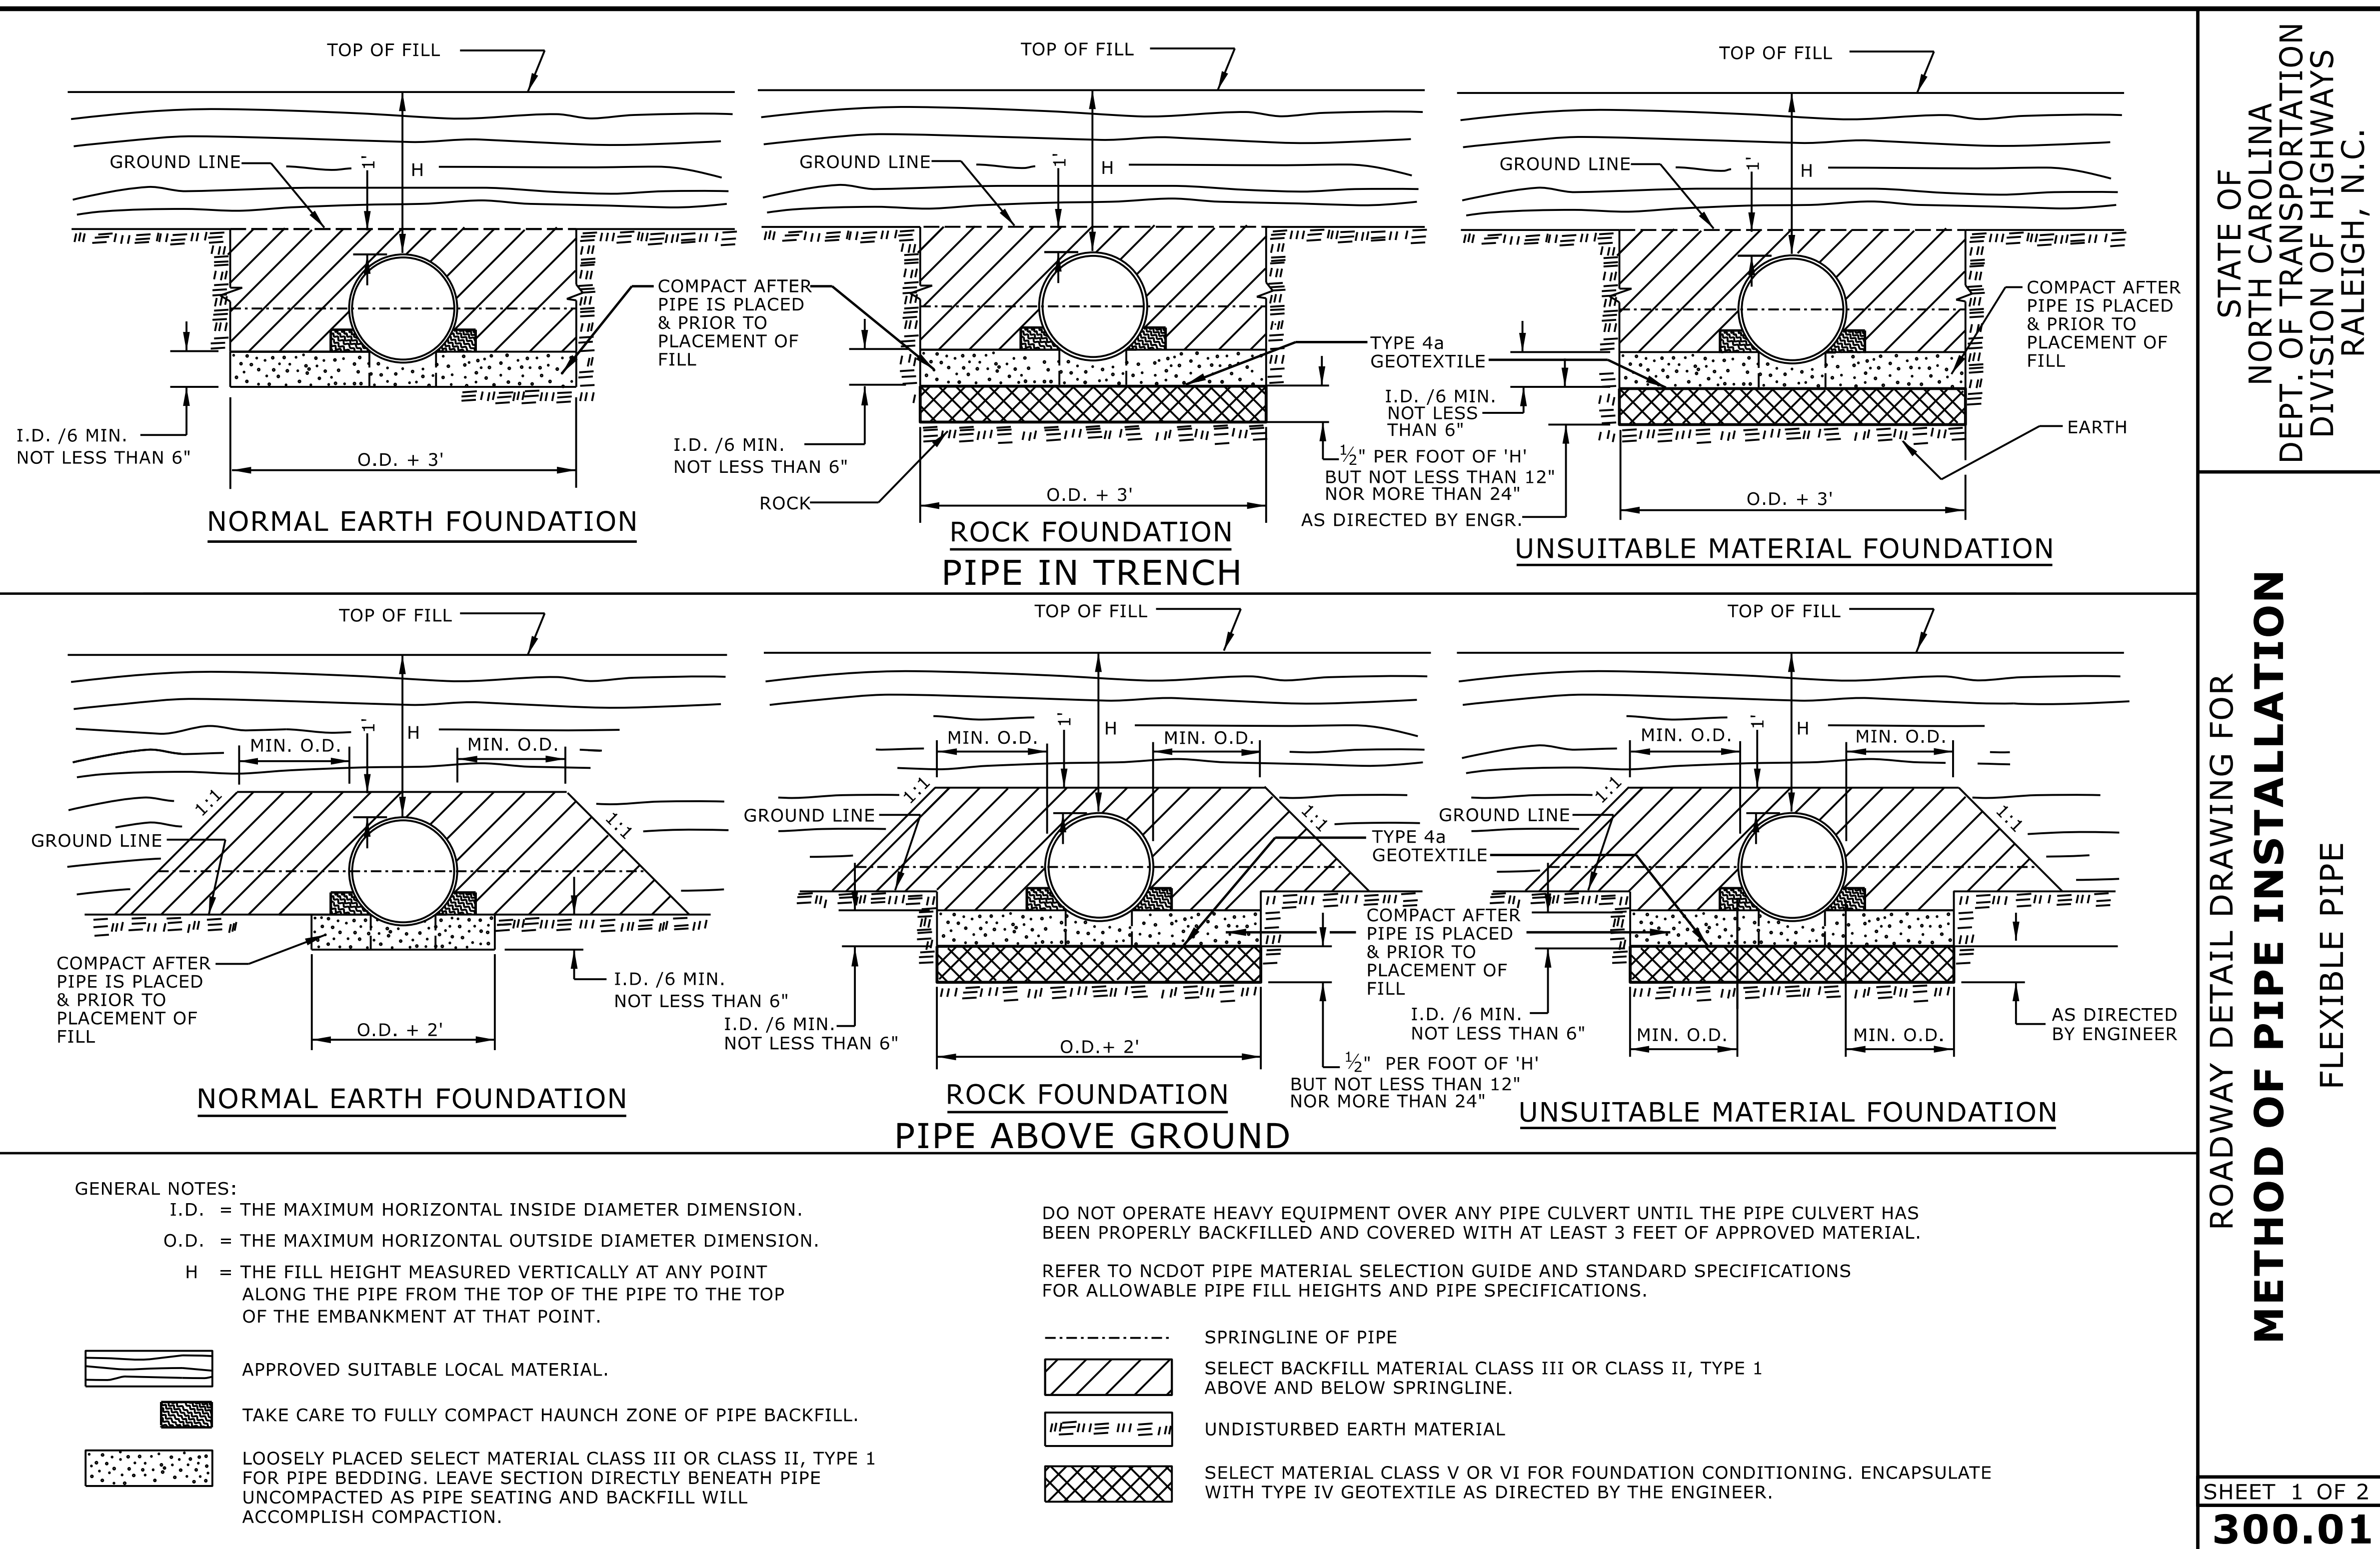 TOP OF FILL
GROUND LINE
1'
H
I.D. /6 MIN.
NOT LESS THAN 6"
O.D. + 3'
NORMAL EARTH FOUNDATION
COMPACT AFTER
PIPE IS PLACED
& PRIOR TO
PLACEMENT OF
FILL
TOP OF FILL
GROUND LINE
1'
H
I.D. /6 MIN.
NOT LESS THAN 6"
ROCK
O.D. + 3'
ROCK FOUNDATION
PIPE IN TRENCH
TYPE 4a
GEOTEXTILE
I.D. /6 MIN.
NOT LESS
THAN 6"
½" PER FOOT OF 'H'
BUT NOT LESS THAN 12"
NOR MORE THAN 24"
AS DIRECTED BY ENGR.
TOP OF FILL
GROUND LINE
1'
H
COMPACT AFTER
PIPE IS PLACED
& PRIOR TO
PLACEMENT OF
FILL
EARTH
O.D. + 3'
UNSUITABLE MATERIAL FOUNDATION
TOP OF FILL
MIN. O.D.
1'
H
MIN. O.D.
1:1
1:1
GROUND LINE
COMPACT AFTER
PIPE IS PLACED
& PRIOR TO
PLACEMENT OF
FILL
I.D. /6 MIN.
NOT LESS THAN 6"
O.D. + 2'
NORMAL EARTH FOUNDATION
TOP OF FILL
MIN. O.D.
1'
H
MIN. O.D.
1:1
1:1
GROUND LINE
TYPE 4a
GEOTEXTILE
COMPACT AFTER
PIPE IS PLACED
& PRIOR TO
PLACEMENT OF
FILL
I.D. /6 MIN.
NOT LESS THAN 6"
O.D.+ 2'
½" PER FOOT OF 'H'
BUT NOT LESS THAN 12"
NOR MORE THAN 24"
ROCK FOUNDATION
PIPE ABOVE GROUND
TOP OF FILL
MIN. O.D.
1'
H
MIN. O.D.
1:1
1:1
GROUND LINE
I.D. /6 MIN.
NOT LESS THAN 6"
MIN. O.D.
MIN. O.D.
AS DIRECTED
BY ENGINEER
UNSUITABLE MATERIAL FOUNDATION
GENERAL NOTES:
I.D. = THE MAXIMUM HORIZONTAL INSIDE DIAMETER DIMENSION.
O.D. = THE MAXIMUM HORIZONTAL OUTSIDE DIAMETER DIMENSION.
H = THE FILL HEIGHT MEASURED VERTICALLY AT ANY POINT
ALONG THE PIPE FROM THE TOP OF THE PIPE TO THE TOP
OF THE EMBANKMENT AT THAT POINT.
APPROVED SUITABLE LOCAL MATERIAL.
TAKE CARE TO FULLY COMPACT HAUNCH ZONE OF PIPE BACKFILL.
LOOSELY PLACED SELECT MATERIAL CLASS III OR CLASS II, TYPE 1
FOR PIPE BEDDING. LEAVE SECTION DIRECTLY BENEATH PIPE
UNCOMPACTED AS PIPE SEATING AND BACKFILL WILL
ACCOMPLISH COMPACTION.
DO NOT OPERATE HEAVY EQUIPMENT OVER ANY PIPE CULVERT UNTIL THE PIPE CULVERT HAS
BEEN PROPERLY BACKFILLED AND COVERED WITH AT LEAST 3 FEET OF APPROVED MATERIAL.
REFER TO NCDOT PIPE MATERIAL SELECTION GUIDE AND STANDARD SPECIFICATIONS
FOR ALLOWABLE PIPE FILL HEIGHTS AND PIPE SPECIFICATIONS.
SPRINGLINE OF PIPE
SELECT BACKFILL MATERIAL CLASS III OR CLASS II, TYPE 1
ABOVE AND BELOW SPRINGLINE.
UNDISTURBED EARTH MATERIAL
SELECT MATERIAL CLASS V OR VI FOR FOUNDATION CONDITIONING. ENCAPSULATE
WITH TYPE IV GEOTEXTILE AS DIRECTED BY THE ENGINEER.
STATE OF
NORTH CAROLINA
DEPT. OF TRANSPORTATION
DIVISION OF HIGHWAYS
RALEIGH, N.C.
ROADWAY DETAIL DRAWING FOR
METHOD OF PIPE INSTALLATION
FLEXIBLE PIPE
SHEET 1 OF 2
300.01